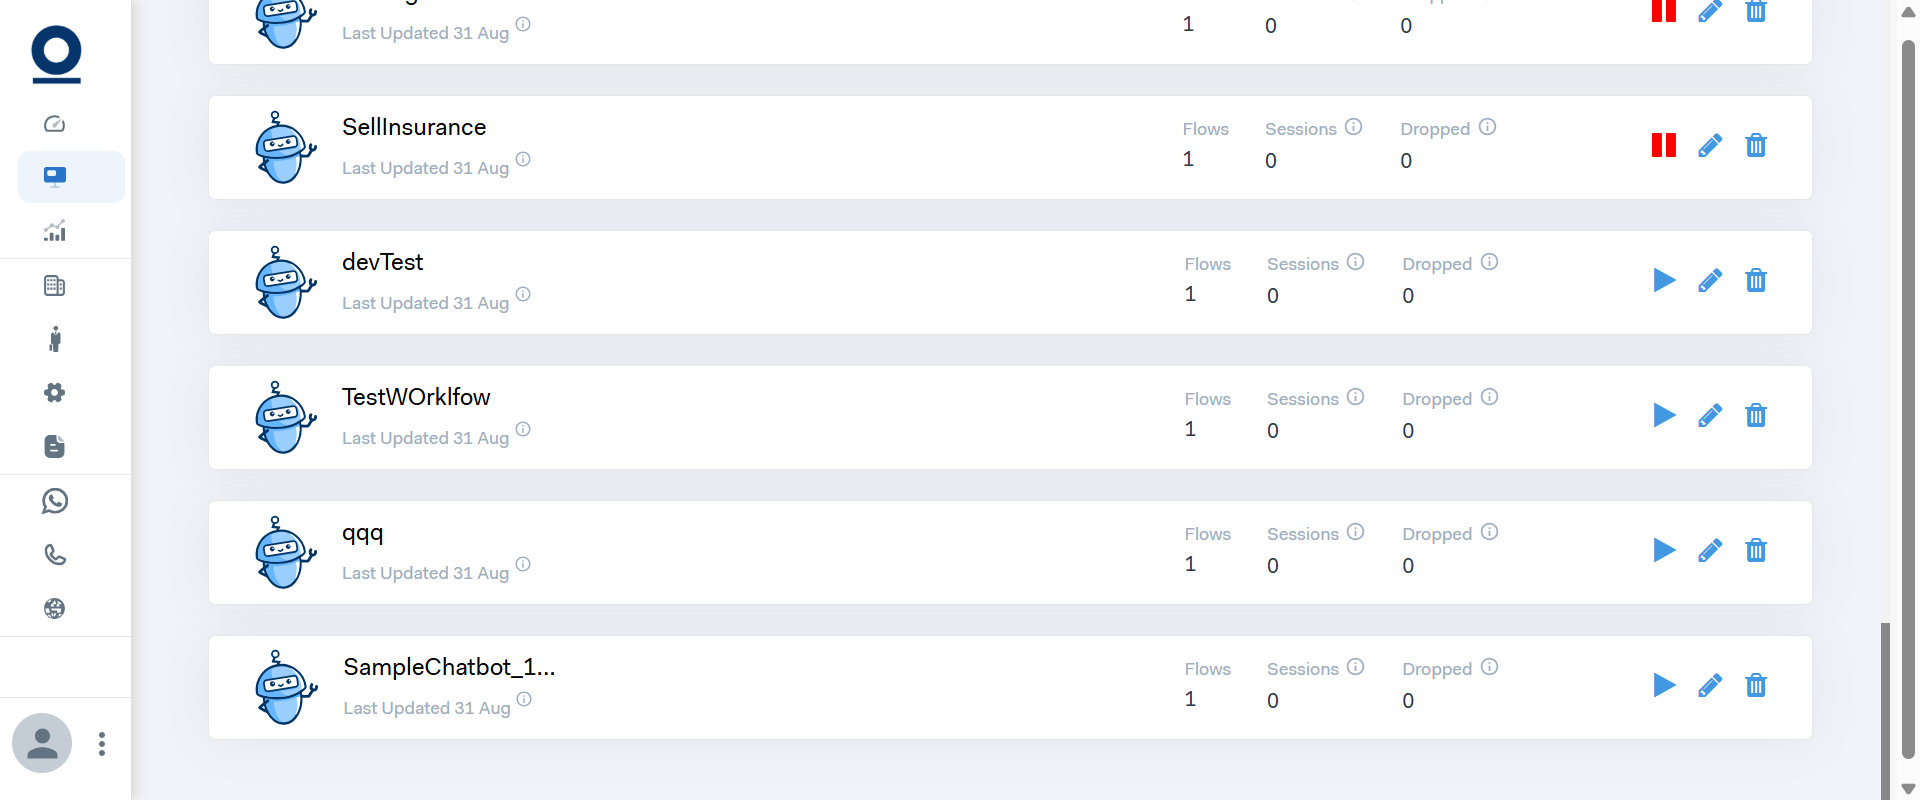 Last Updated 31 Aug
1
0
0
SellInsurance
Last Updated 31 Aug
Flows
1
Sessions
0
Dropped
0
devTest
Last Updated 31 Aug
Flows
1
Sessions
0
Dropped
0
TestWOrklfow
Last Updated 31 Aug
Flows
1
Sessions
0
Dropped
0
qqq
Last Updated 31 Aug
Flows
1
Sessions
0
Dropped
0
SampleChatbot_1...
Last Updated 31 Aug
Flows
1
Sessions
0
Dropped
0